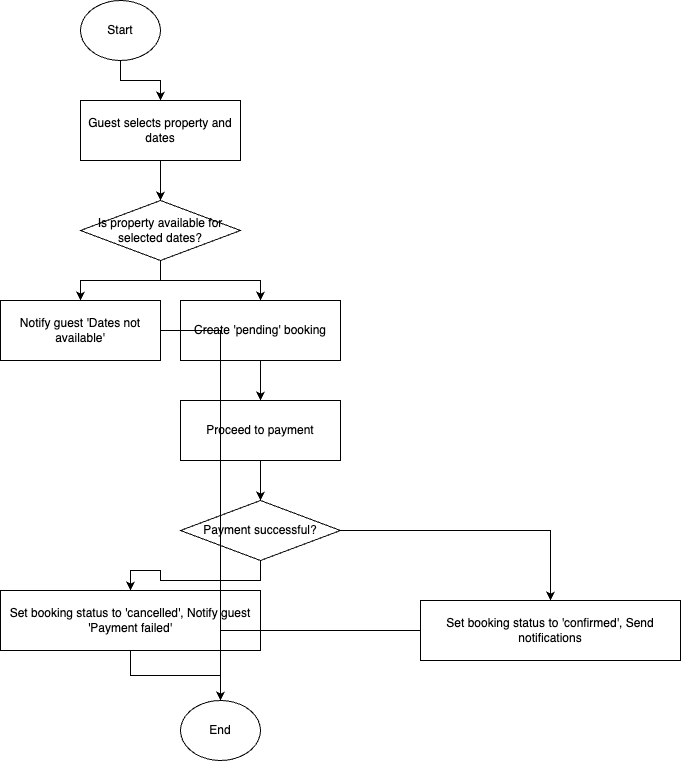 Start
Guest selects property and
dates
Is property available for
selected dates?
Notify guest 'Dates not
available'
Create 'pending' booking
Proceed to payment
Payment successful?
Set booking status to 'cancelled', Notify guest
'Payment failed'
Set booking status to 'confirmed', Send
notifications
End